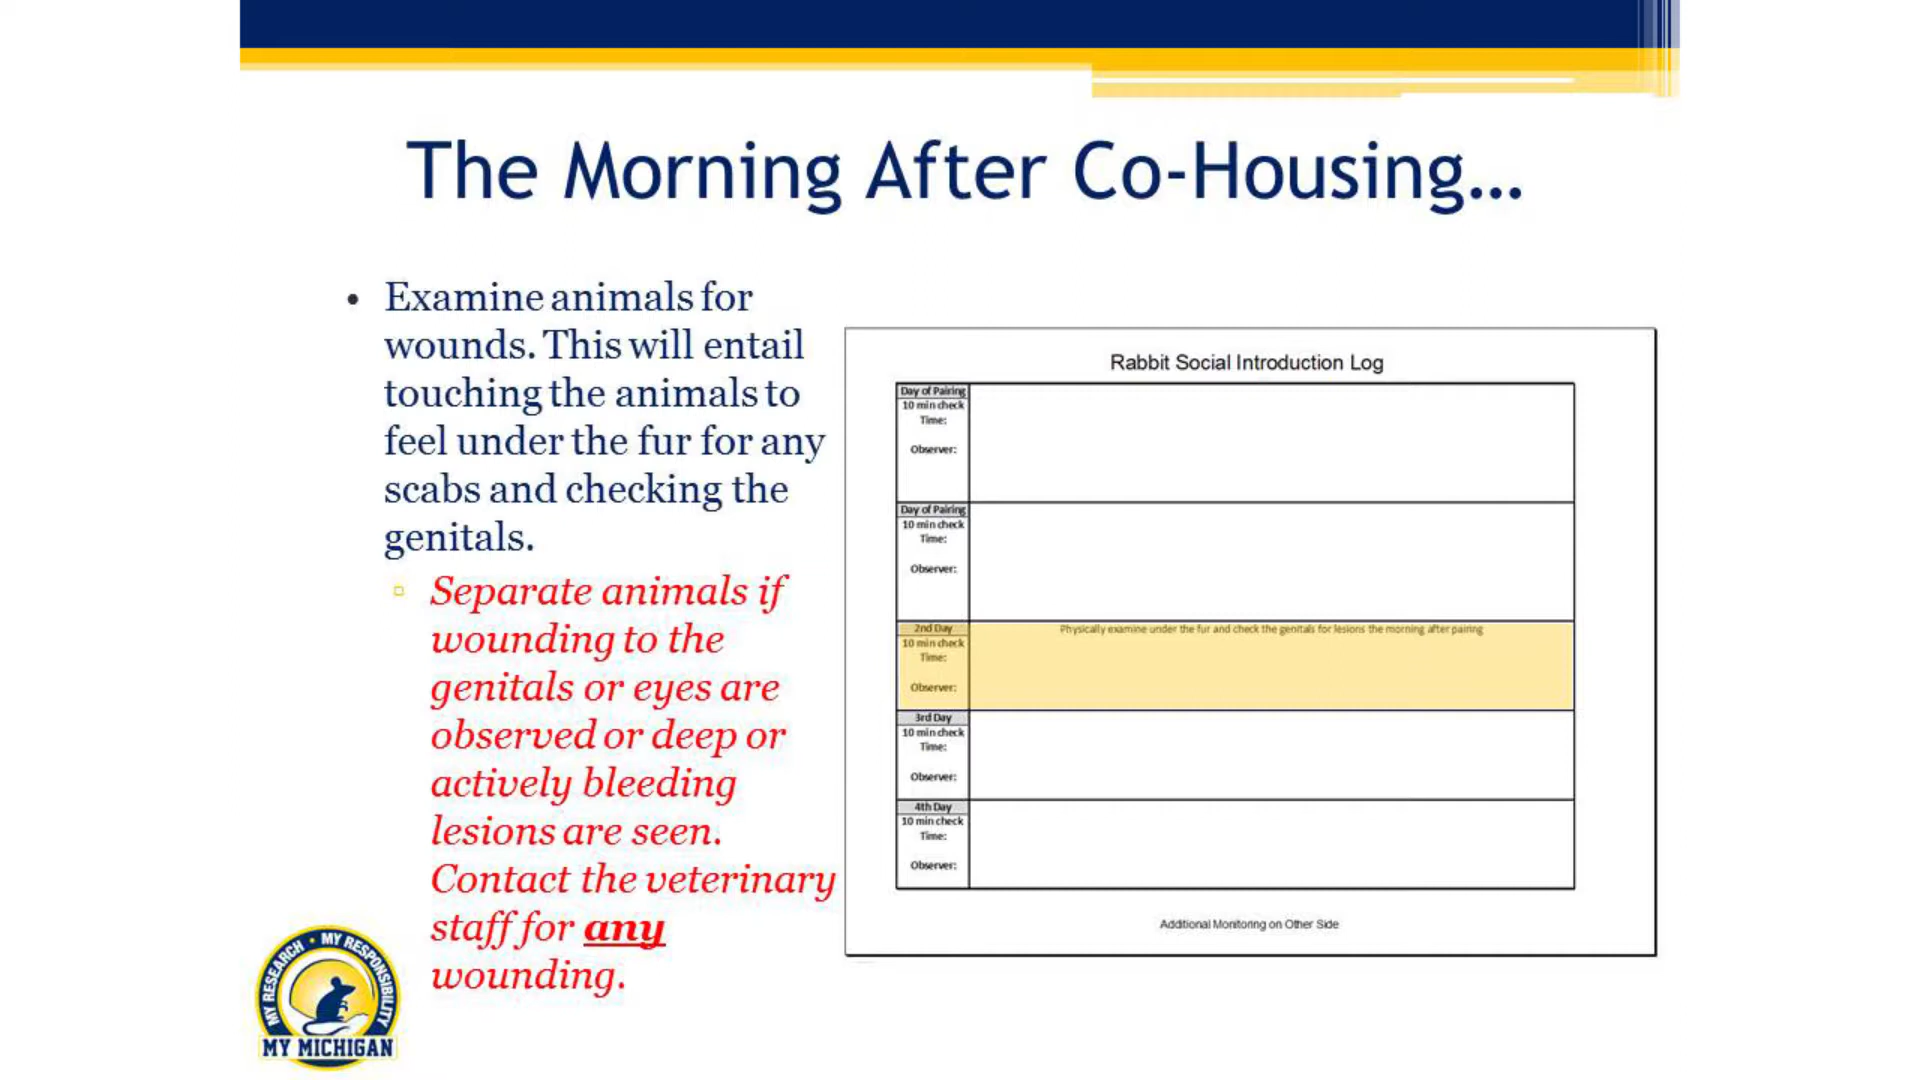 The Morning After Co-Housing...
• Examine animals for
wounds. This will entail
touching the animals to
feel under the fur for any
scabs and checking the
genitals.
Separate animals if
wounding to the
genitals or eyes are
observed or deep or
actively bleeding
lesions are seen.
Contact the veterinary
staff for any
wounding.
Rabbit Social Introduction Log
Day of Pairing
10 min check
Time:
Observer:
Day of Pairing
10 min check
Time:
Observer:
2nd Day
Physically examine under the fur and check the genitals for lesions the morning after pairing
10 min check
Time:
Observer:
3rd Day
10 min check
Time:
Observer:
4th Day
10 min check
Time:
Observer:
Additional Monitoring on Other Side
MY RESEARCH • MY RESPONSIBILITY
MY MICHIGAN